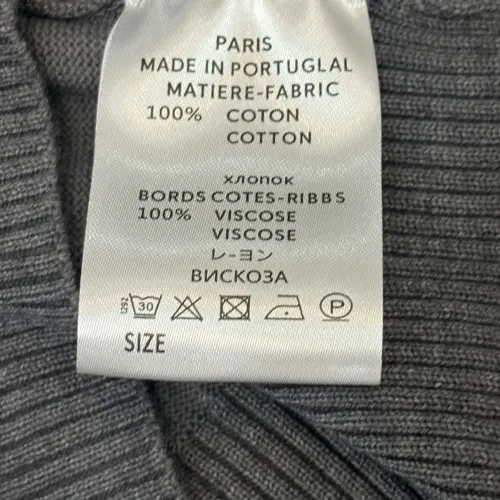 PARIS
MADE IN PORTUGLAL
MATIERE-FABRIC
100% COTON
COTTON
хлопок
BORDS COTES-RIBBS
100% VISCOSE
VISCOSE
レーヨン
ВИСКОЗА
1292 30 P
SIZE